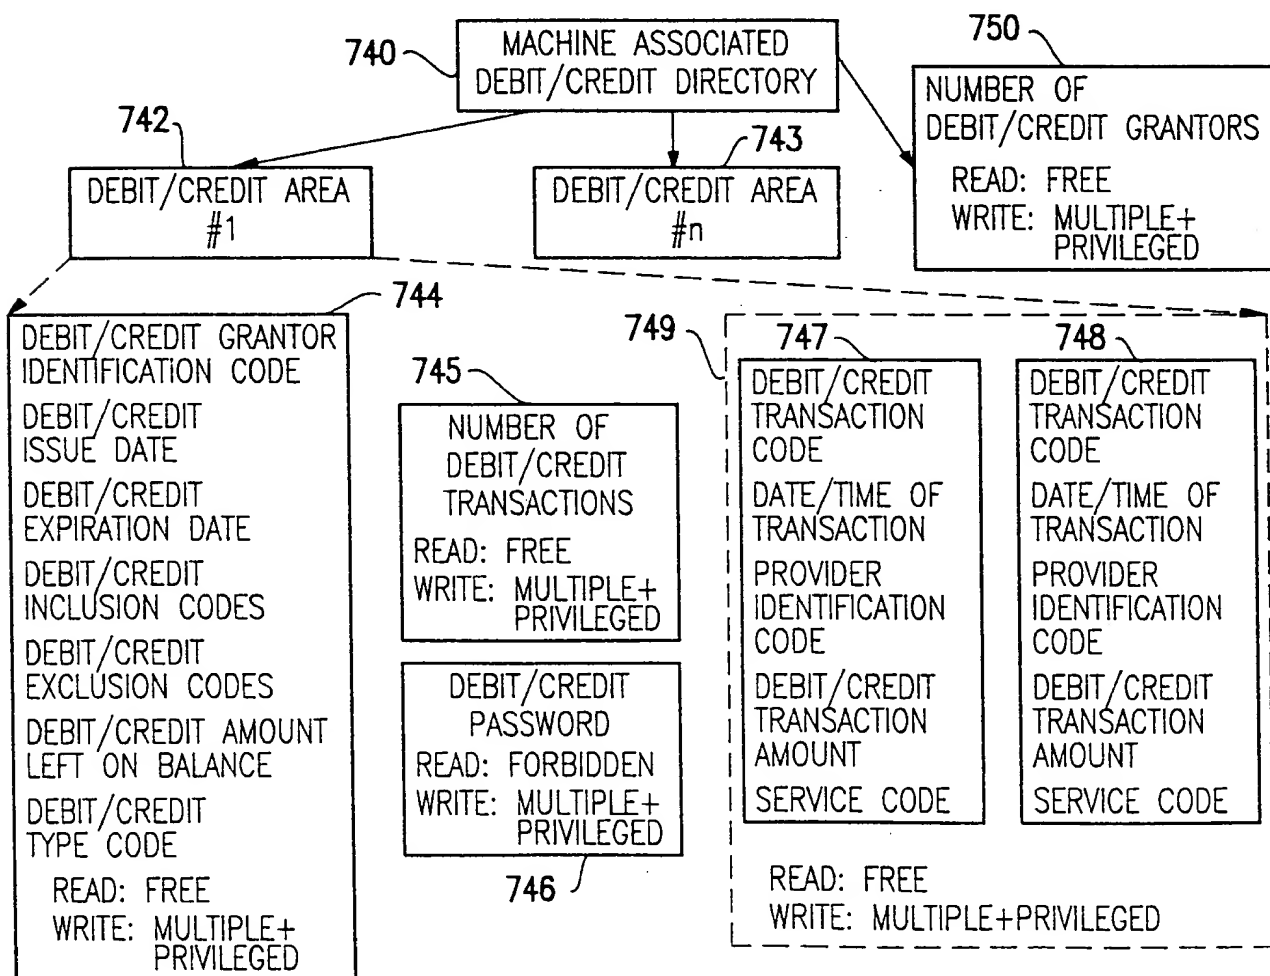 740
MACHINE ASSOCIATED
DEBIT/CREDIT DIRECTORY
750
NUMBER OF
DEBIT/CREDIT GRANTORS
READ: FREE
WRITE: MULTIPLE+
PRIVILEGED
742
DEBIT/CREDIT AREA
#1
743
DEBIT/CREDIT AREA
#n
744
DEBIT/CREDIT GRANTOR
IDENTIFICATION CODE
DEBIT/CREDIT
ISSUE DATE
DEBIT/CREDIT
EXPIRATION DATE
DEBIT/CREDIT
INCLUSION CODES
DEBIT/CREDIT
EXCLUSION CODES
DEBIT/CREDIT AMOUNT
LEFT ON BALANCE
DEBIT/CREDIT
TYPE CODE
READ: FREE
WRITE: MULTIPLE+
PRIVILEGED
745
NUMBER OF
DEBIT/CREDIT
TRANSACTIONS
READ: FREE
WRITE: MULTIPLE+
PRIVILEGED
DEBIT/CREDIT
PASSWORD
READ: FORBIDDEN
WRITE: MULTIPLE+
PRIVILEGED
746
749
747
DEBIT/CREDIT
TRANSACTION
CODE
DATE/TIME OF
TRANSACTION
PROVIDER
IDENTIFICATION
CODE
DEBIT/CREDIT
TRANSACTION
AMOUNT
SERVICE CODE
748
DEBIT/CREDIT
TRANSACTION
CODE
DATE/TIME OF
TRANSACTION
PROVIDER
IDENTIFICATION
CODE
DEBIT/CREDIT
TRANSACTION
AMOUNT
SERVICE CODE
READ: FREE
WRITE: MULTIPLE+PRIVILEGED